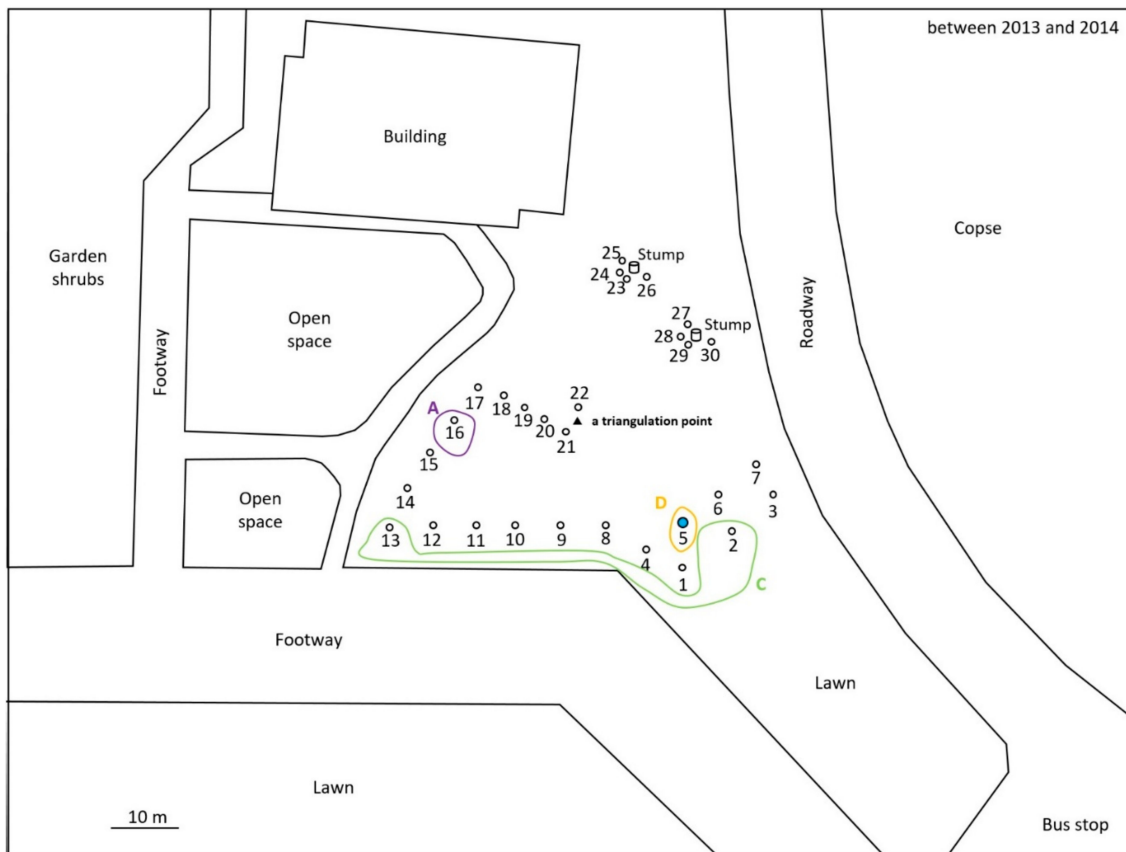 between 2013 and 2014
Building
Copse
Garden
shrubs
25
Stump
24
23
26
Open
space
27
Stump
28
29
30
Roadway
Footway
17
18
22
A
19
a triangulation point
16
20
21
15
7
14
Open
space
D
6
3
13
12
11
10
9
8
5
2
4
1
C
Footway
Lawn
Lawn
10 m
Bus stop